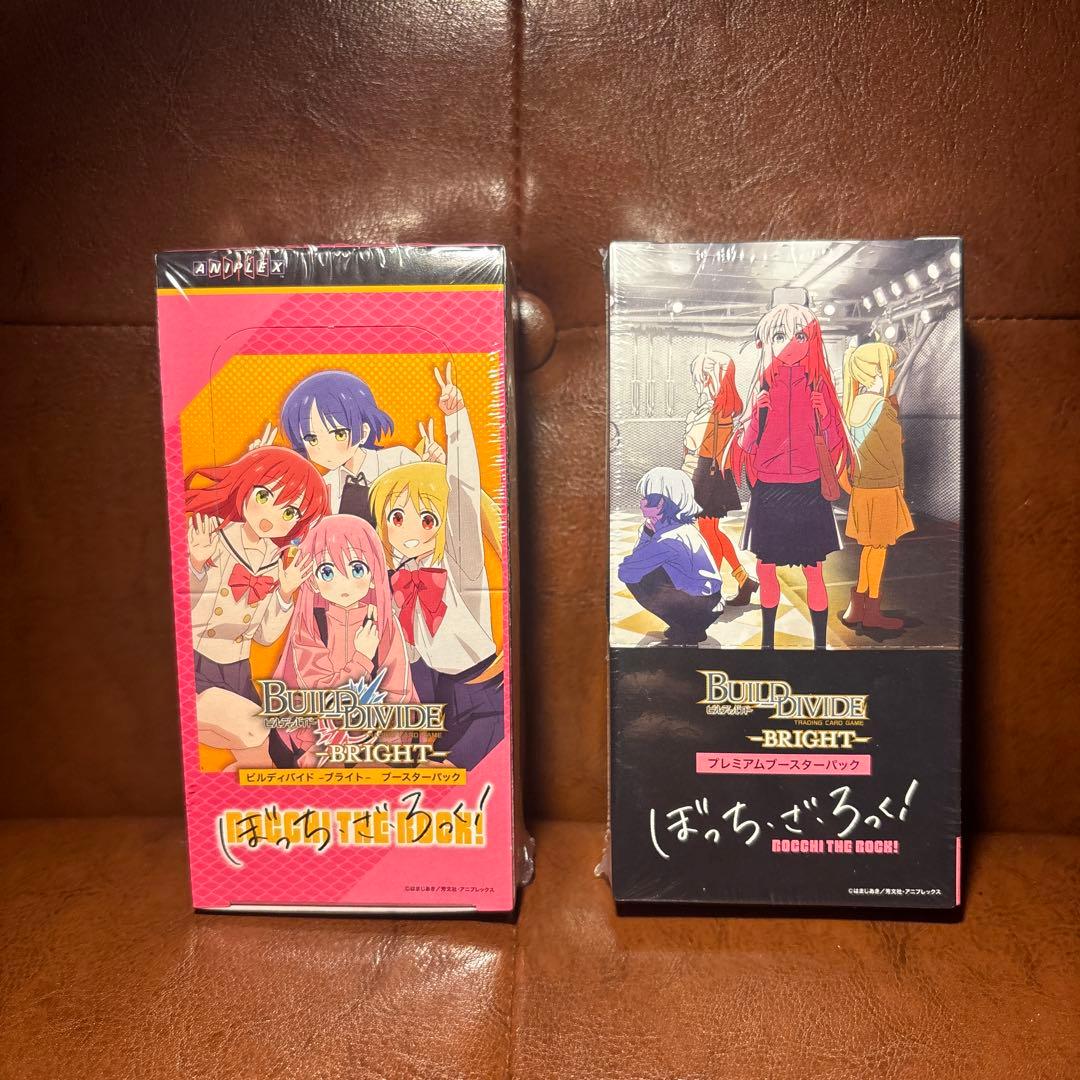 ANIPLEX
BUILD DIVIDE
ビルディバイド
TRADING CARD GAME
-BRIGHT-
ビルディバイド -ブライト- ブースターパック
ぼっち・ざ・ろっく!
BOCCHI THE ROCK!
©はまじあき/芳文社・アニプレックス
BUILD DIVIDE
ビルディバイド
TRADING CARD GAME
-BRIGHT-
プレミアムブースターパック
ぼっち・ざ・ろっく!
BOCCHI THE ROCK!
©はまじあき/芳文社・アニプレックス